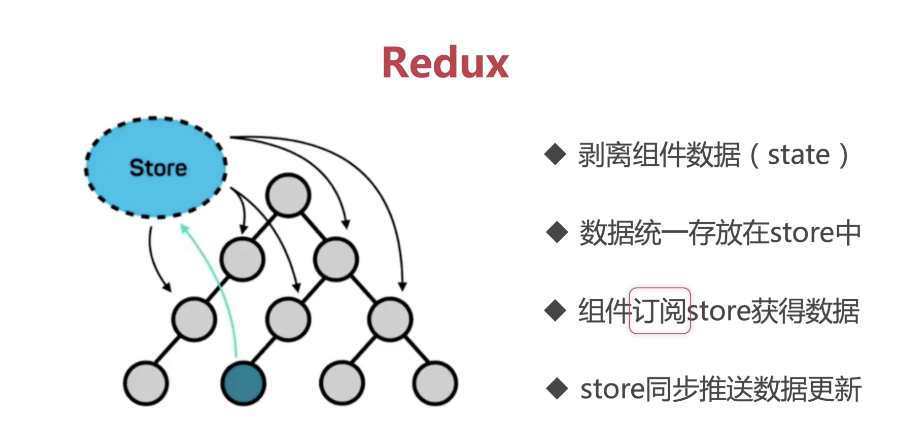 Redux
Store
◆ 剥离组件数据（state）
◆ 数据统一存放在store中
◆ 组件订阅store获得数据
◆ store同步推送数据更新